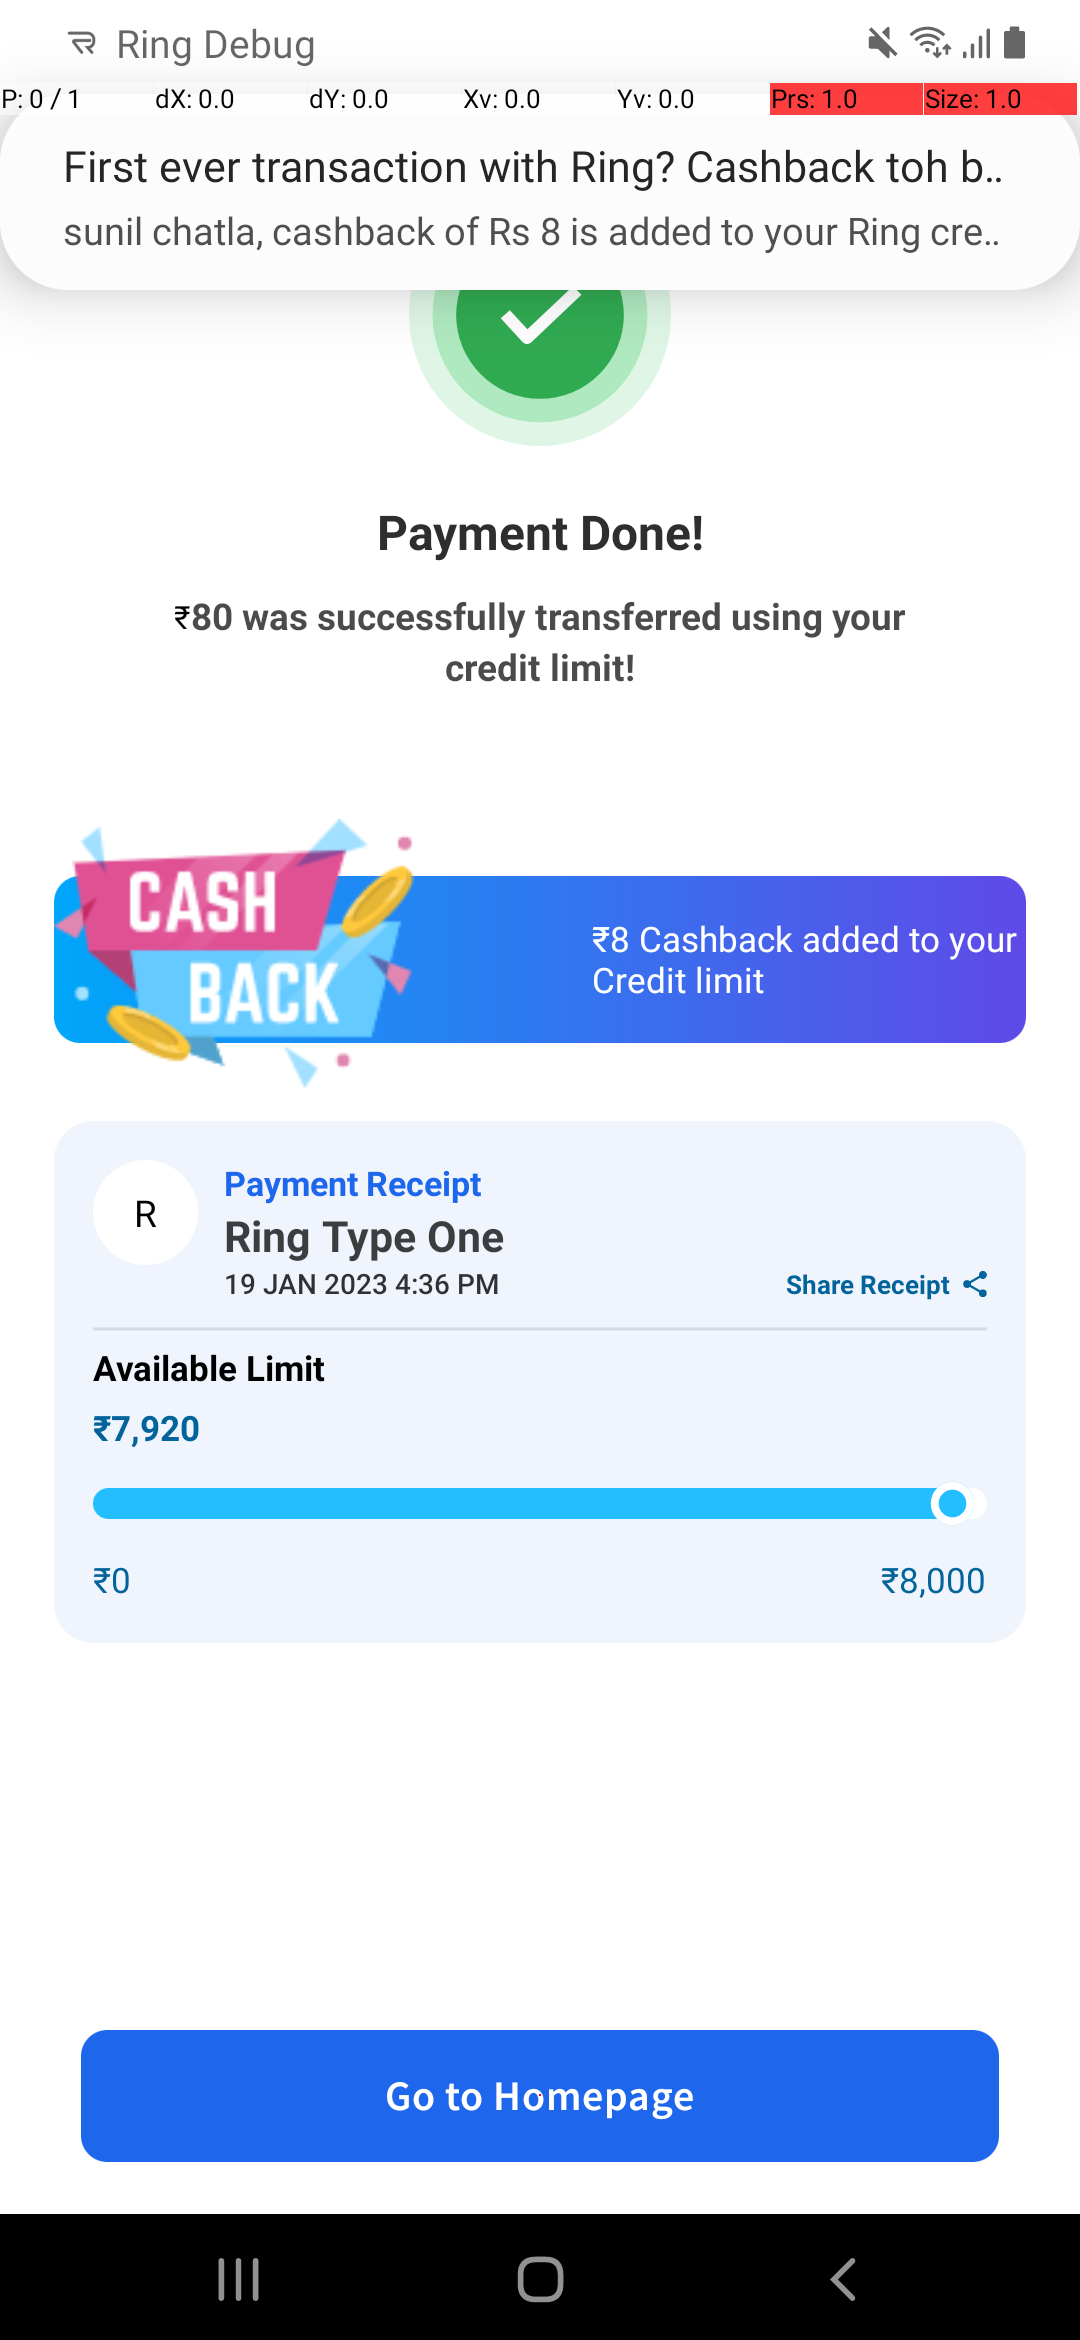 Ring Debug
P: 0 / 1 dX: 0.0 dY: 0.0 Xv: 0.0 Yv: 0.0 Prs: 1.0 Size: 1.0
First ever transaction with Ring? Cashback toh b..
sunil chatla, cashback of Rs 8 is added to your Ring cre..
Payment Done!
₹80 was successfully transferred using your
credit limit!
CASH
BACK
₹8 Cashback added to your
Credit limit
R
Payment Receipt
Ring Type One
19 JAN 2023 4:36 PM
Share Receipt
Available Limit
₹7,920
₹0
₹8,000
Go to Homepage